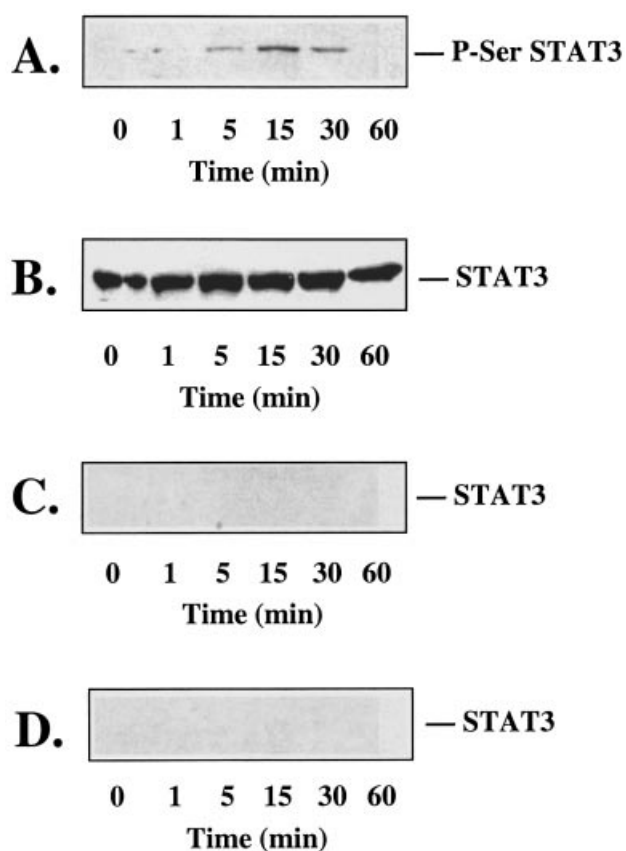 A.
— P-Ser STAT3
0 1 5 15 30 60
Time (min)
B.
— STAT3
0 1 5 15 30 60
Time (min)
C.
— STAT3
0 1 5 15 30 60
Time (min)
D.
— STAT3
0 1 5 15 30 60
Time (min)